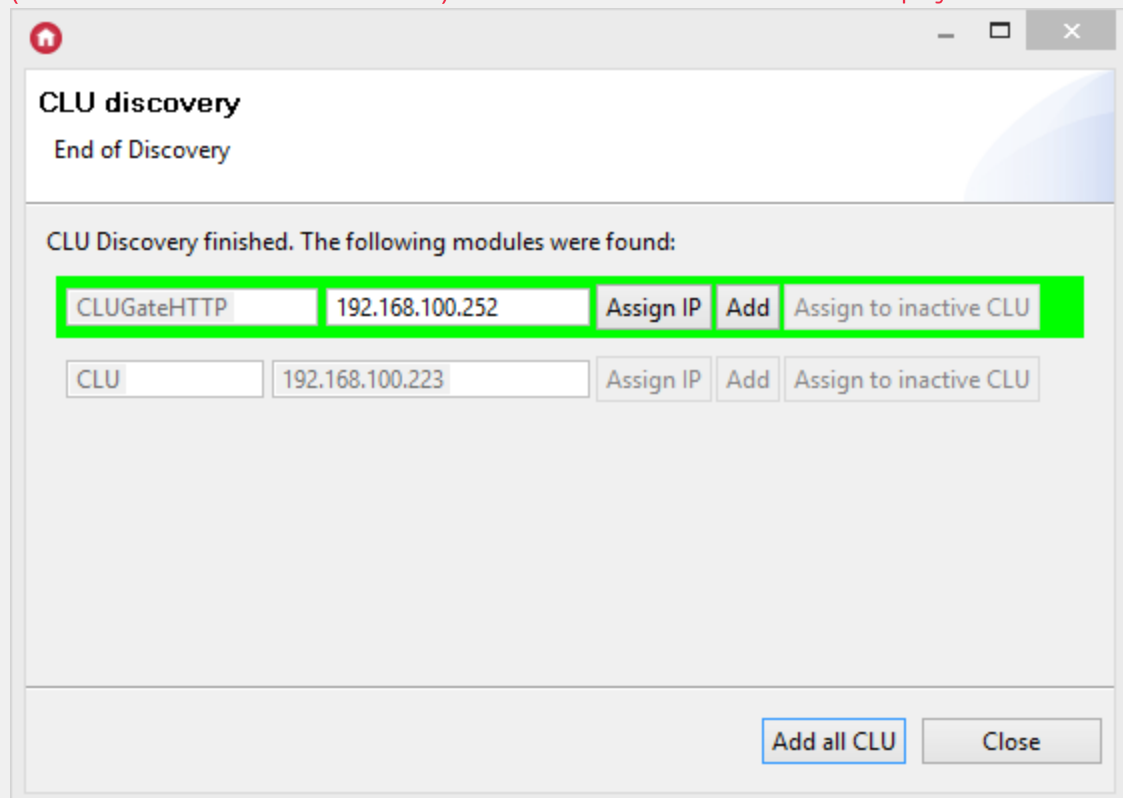 CLU discovery
End of Discovery
CLU Discovery finished. The following modules were found:
CLUGateHTTP 192.168.100.252 Assign IP Add Assign to inactive CLU
CLU 192.168.100.223 Assign IP Add Assign to inactive CLU
Add all CLU Close